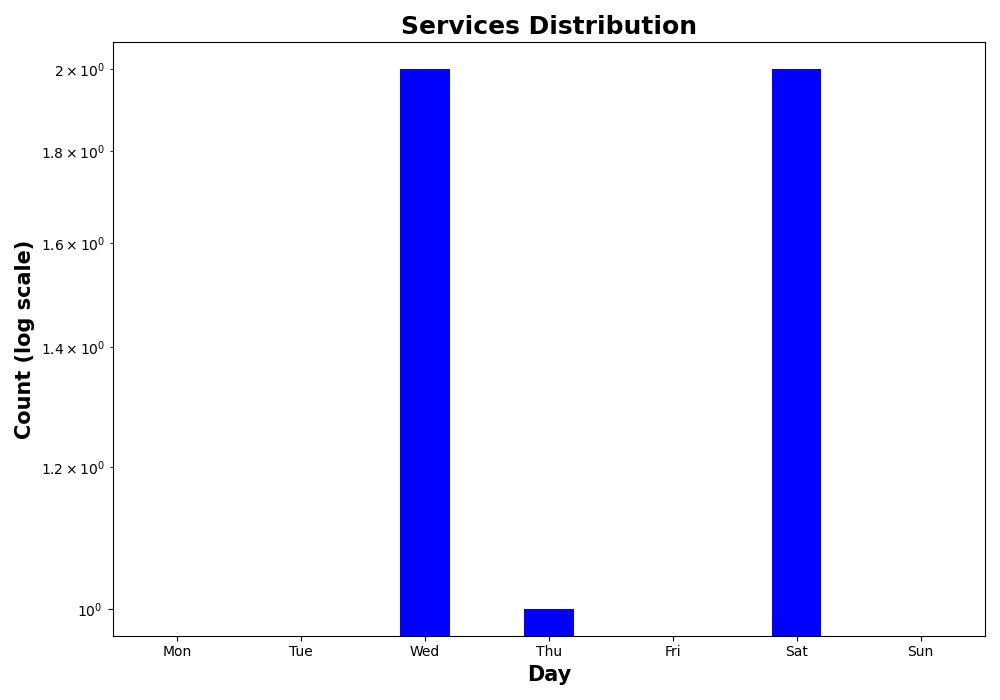 Services Distribution
Count (log scale)
2 × 10⁰
1.8 × 10⁰
1.6 × 10⁰
1.4 × 10⁰
1.2 × 10⁰
10⁰
Mon Tue Wed Thu Fri Sat Sun
Day